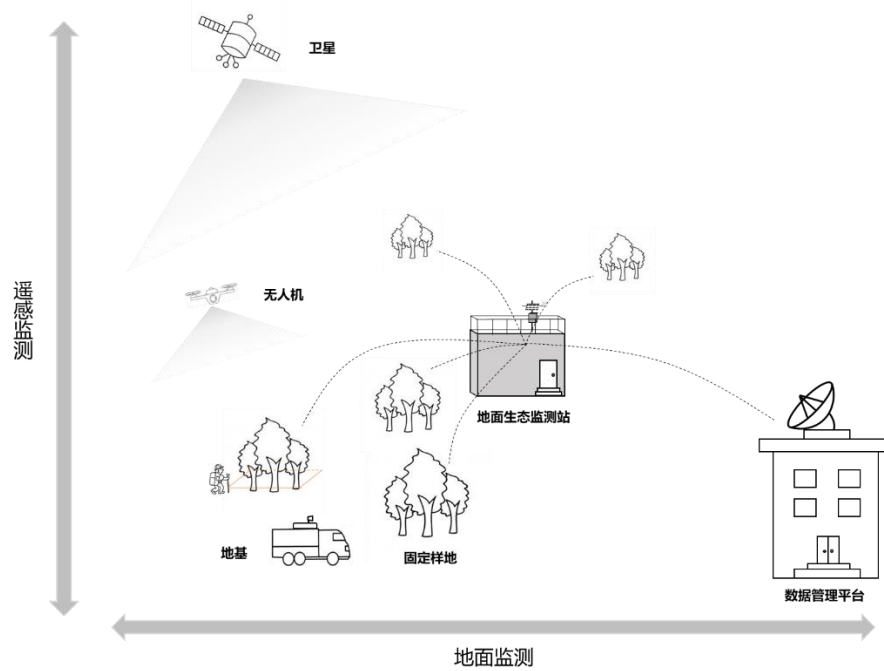 卫星
无人机
遥感监测
地面生态监测站
地基
固定样地
数据管理平台
地面监测